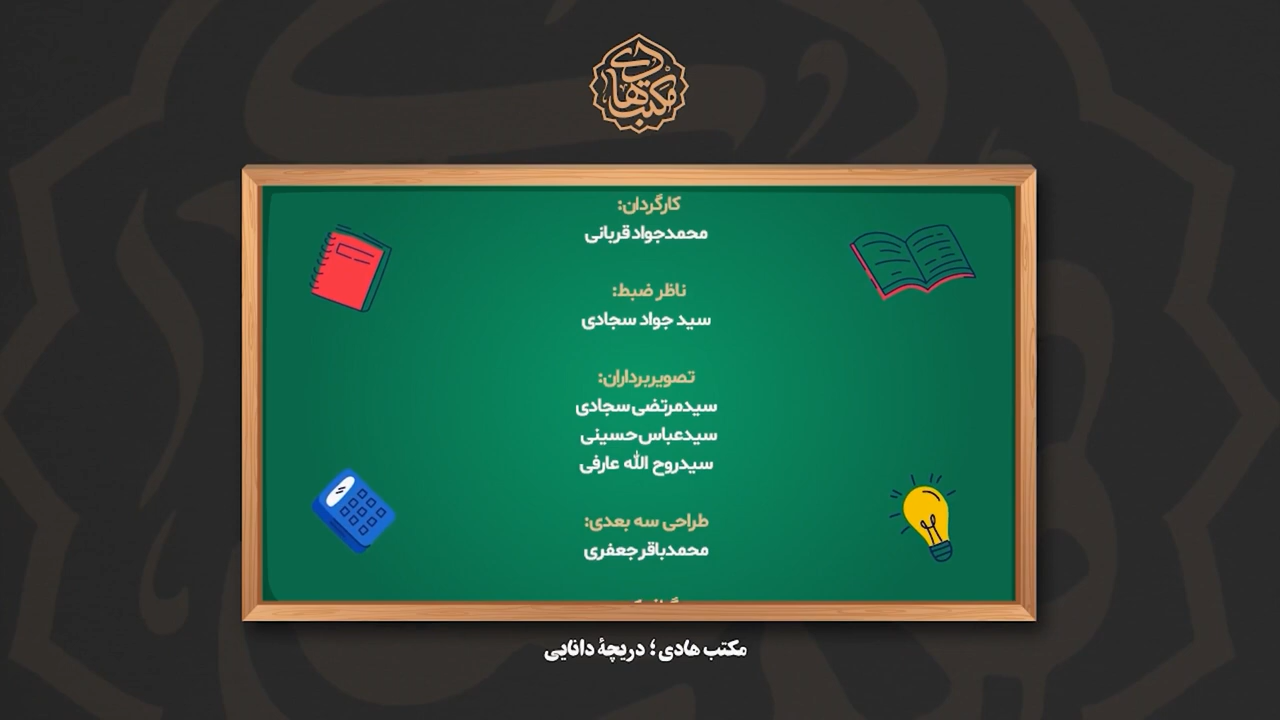 مکتب هادی
کارگردان:
محمدجواد قربانی
ناظر ضبط:
سید جواد سجادی
تصویربرداران:
سیدمرتضی سجادی
سیدعباس حسینی
سیدروح الله عارفی
طراحی سه بعدی:
محمدباقر جعفری
مکتب هادی؛ دریچهٔ دانایی